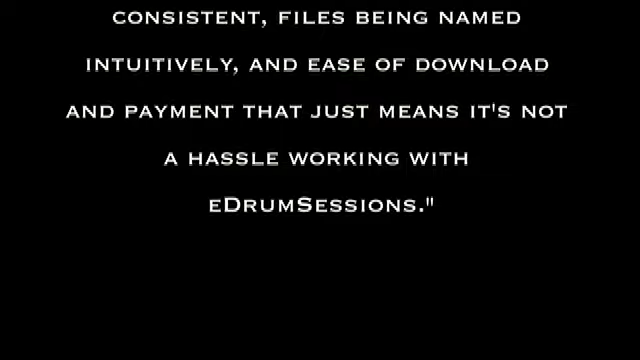 CONSISTENT, FILES BEING NAMED
INTUITIVELY, AND EASE OF DOWNLOAD
AND PAYMENT THAT JUST MEANS IT'S NOT
A HASSLE WORKING WITH
eDrumSessions."